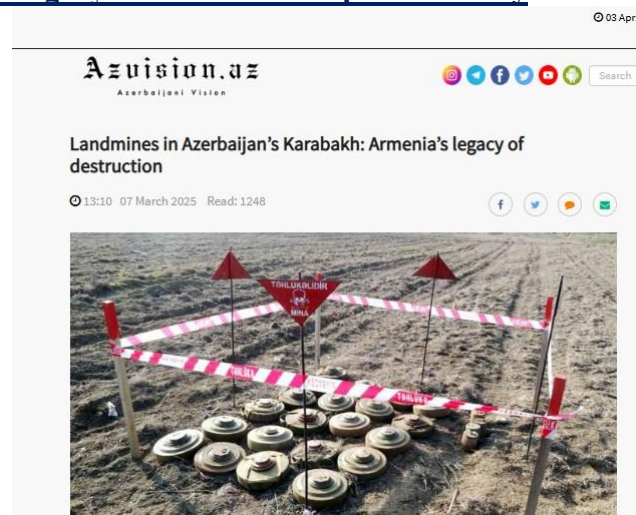 03 Apr
Azvision.az
Azerbaijani Vision
Search
Landmines in Azerbaijan’s Karabakh: Armenia’s legacy of
destruction
13:10 07 March 2025 Read: 1248
TƏHLÜKƏLİDİR
MİNA
TƏHLÜKƏ